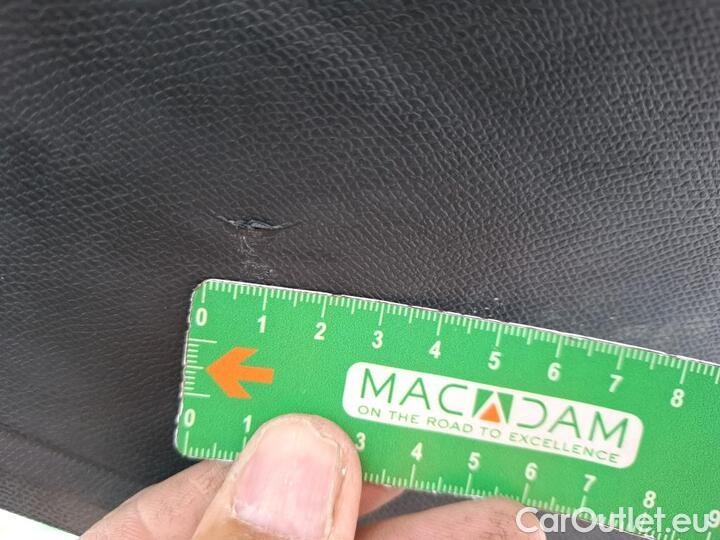 0 1 2 3 4 5 6 7 8
MACADAM
ON THE ROAD TO EXCELLENCE
0 1 3 4 5 6 7 8 9
CarOutlet.eu